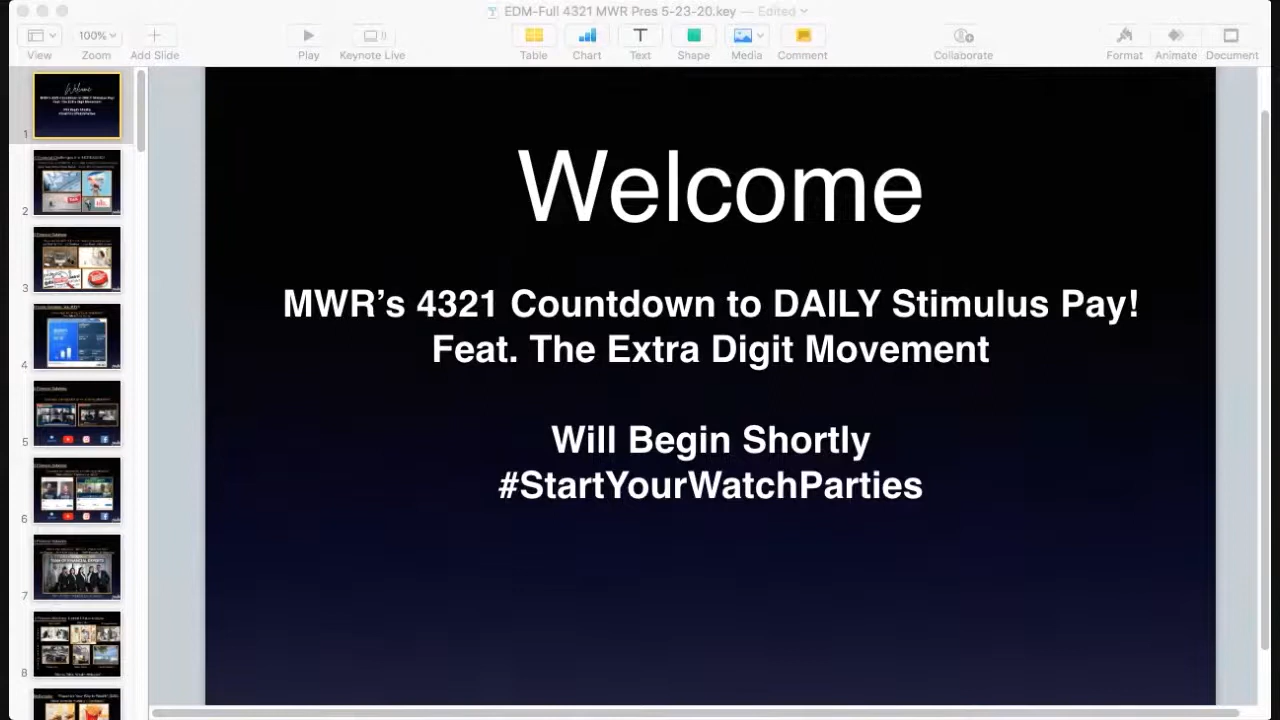 EDM-Full 4321 MWR Pres 5-23-20.key — Edited
100%
View Zoom Add Slide Play Keynote Live Table Chart Text Shape Media Comment Collaborate Format Animate Document
Welcome
MWR's 4321 Countdown to DAILY Stimulus Pay!
Feat. The Extra Digit Movement
Will Begin Shortly
#StartYourWatchParties
Welcome
1
2
3
4
5
6
7
8